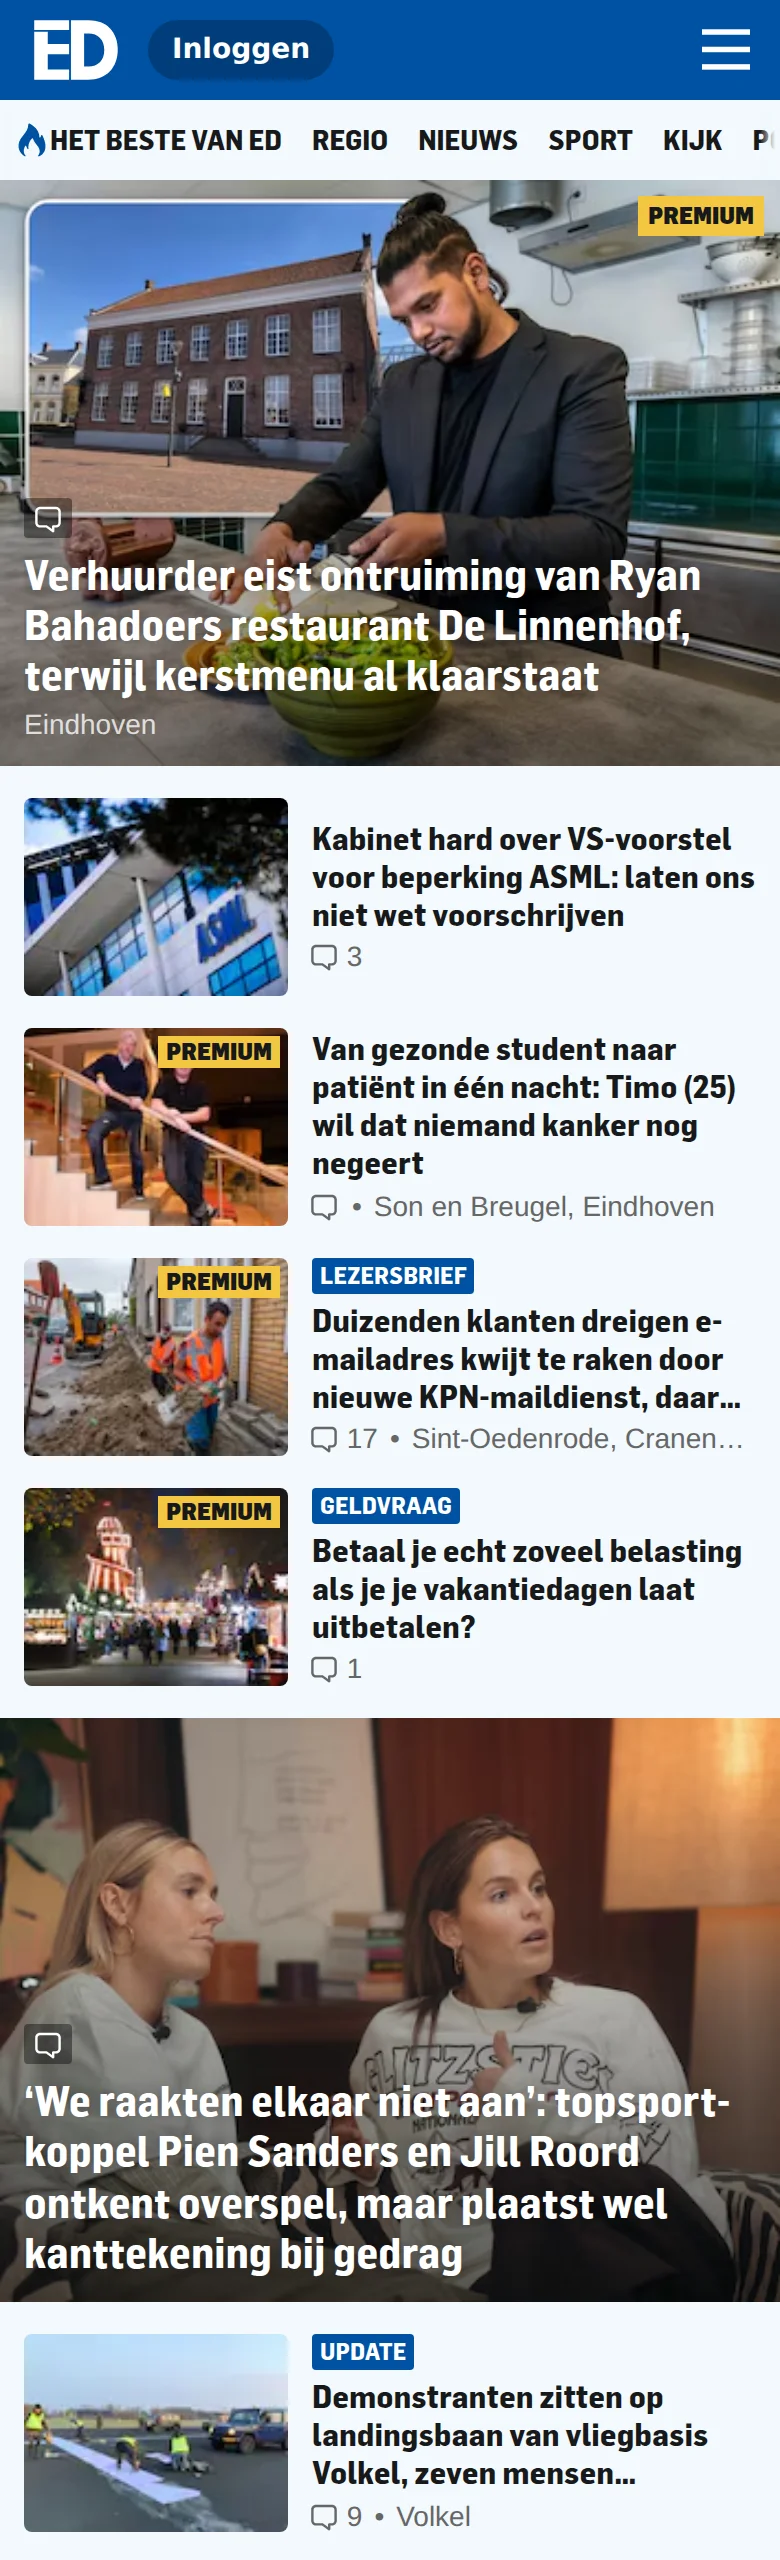 ED
Inloggen
HET BESTE VAN ED REGIO NIEUWS SPORT KIJK
PREMIUM
Verhuurder eist ontruiming van Ryan
Bahadoers restaurant De Linnenhof,
terwijl kerstmenu al klaarstaat
Eindhoven
ASML
Kabinet hard over VS-voorstel
voor beperking ASML: laten ons
niet wet voorschrijven
3
PREMIUM
Van gezonde student naar
patiënt in één nacht: Timo (25)
wil dat niemand kanker nog
negeert
• Son en Breugel, Eindhoven
PREMIUM
LEZERSBRIEF
Duizenden klanten dreigen e-
mailadres kwijt te raken door
nieuwe KPN-maildienst, daar...
17 • Sint-Oedenrode, Cranen...
PREMIUM
GELDVRAAG
Betaal je echt zoveel belasting
als je je vakantiedagen laat
uitbetalen?
1
‘We raakten elkaar niet aan’: topsport-
koppel Pien Sanders en Jill Roord
ontkent overspel, maar plaatst wel
kanttekening bij gedrag
UPDATE
Demonstranten zitten op
landingsbaan van vliegbasis
Volkel, zeven mensen...
9 • Volkel